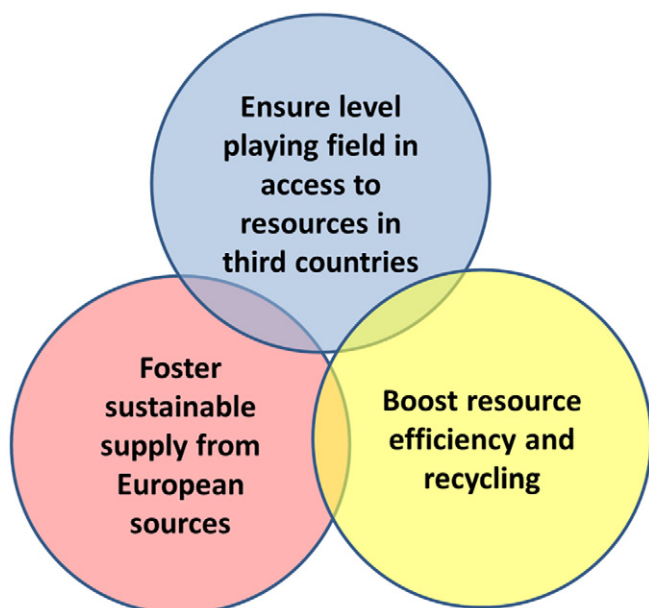 Ensure level
playing field in
access to
resources in
third countries
Foster
sustainable
supply from
European
sources
Boost resource
efficiency and
recycling